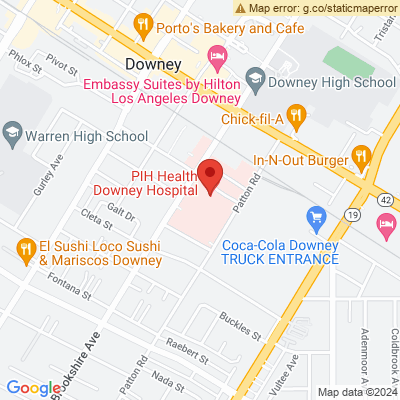 Map error: g.co/staticmaperror
Porto's Bakery and Cafe
Tristan
Phlox St
Pivot St
Downey
Embassy Suites by Hilton
Los Angeles Downey
Downey High School
Chick-fil-A
Warren High School
In-N-Out Burger
Gurley Ave
PIH Health
Downey Hospital
Patton Rd
42
Galt Dr
Cleta St
19
El Sushi Loco Sushi
& Mariscos Downey
Coca-Cola Downey
TRUCK ENTRANCE
Fontana St
Buckles St
Brookshire Ave
Raebert St
Patton Rd
Nada St
Vultee Ave
Adenmoor Ave
Coldbrook Ave
Google
Map data ©2024